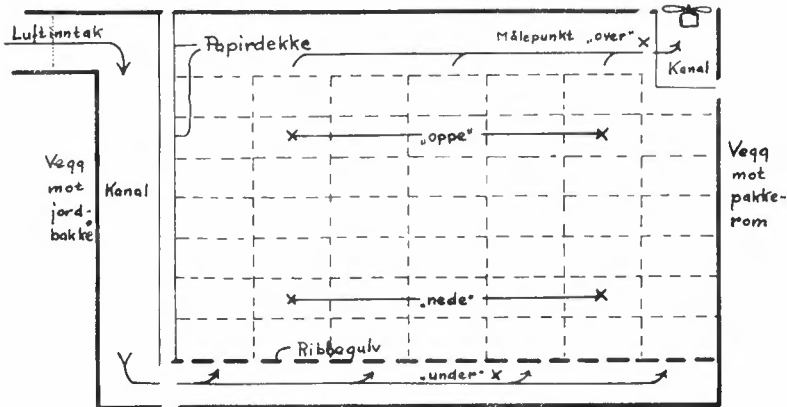 Luftinntak
Papirdekke
Målepunkt „over"
Kanal
„oppe"
Vegg
mot
jord-
bakke
Kanal
Vegg
mot
pakke-
rom
„nede"
Ribbegulv
„under"